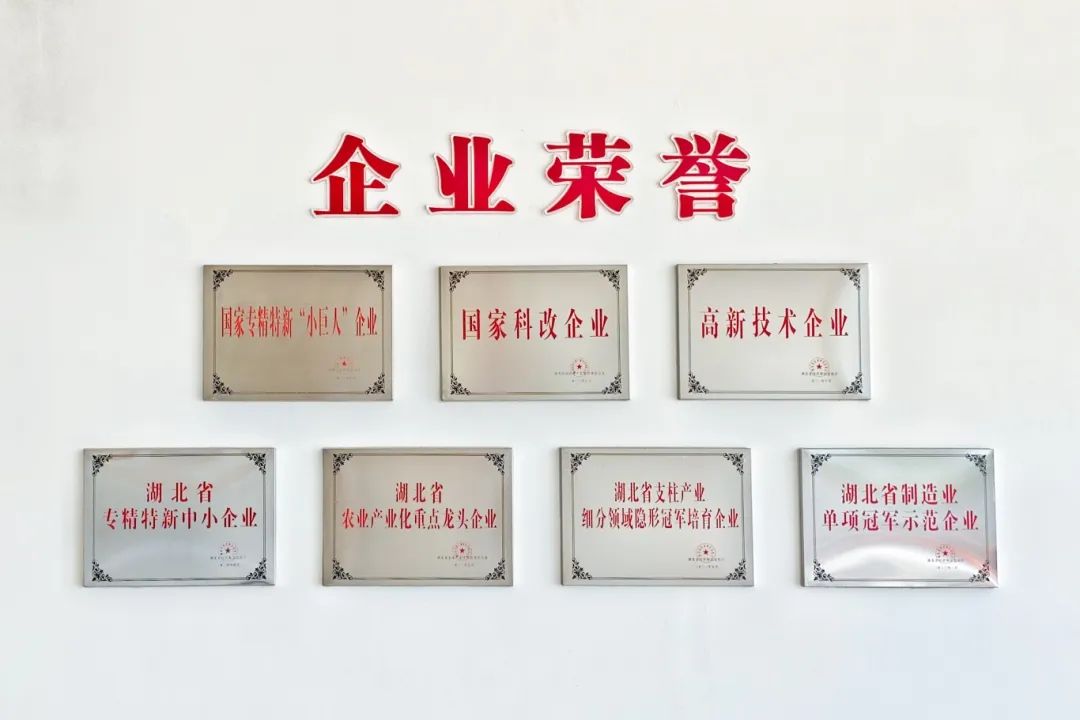 企业荣誉
国家专精特新“小巨人”企业
国家科改企业
高新技术企业
湖北省
专精特新中小企业
湖北省
农业产业化重点龙头企业
湖北省支柱产业
细分领域隐形冠军培育企业
湖北省制造业
单项冠军示范企业